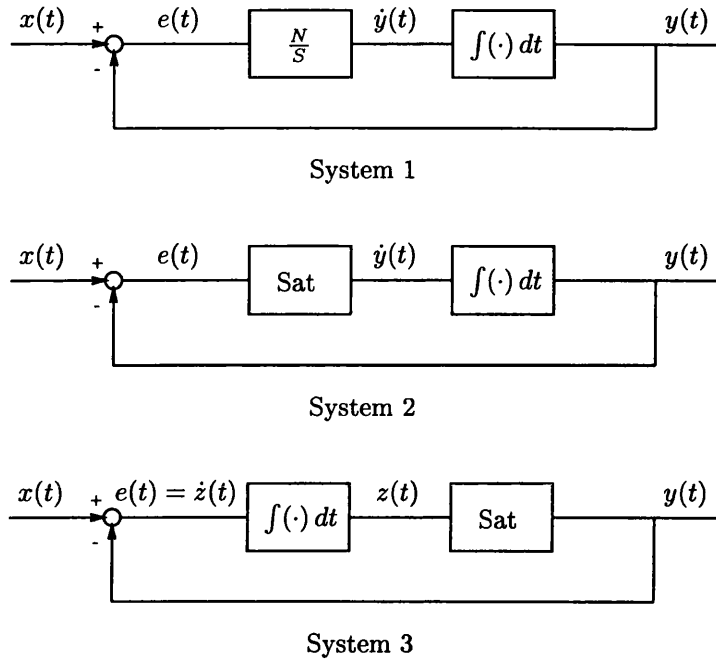 x(t) + e(t) N/S ẏ(t) ∫(·) dt y(t)
-
System 1
x(t) + e(t) Sat ẏ(t) ∫(·) dt y(t)
-
System 2
x(t) + e(t) = ż(t) ∫(·) dt z(t) Sat y(t)
-
System 3